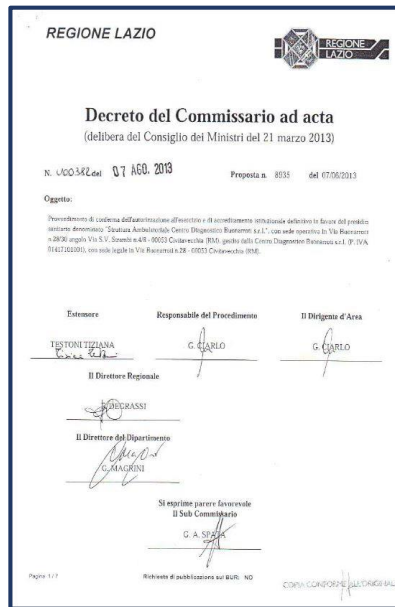 REGIONE LAZIO
REGIONE
LAZIO
Decreto del Commissario ad acta
(delibera del Consiglio dei Ministri del 21 marzo 2013)
N. U00382 del 07 AGO. 2013 Proposta n. 8935 del 07/06/2013
Oggetto:
Provvedimento di conferma dell'autorizzazione all'esercizio e di accreditamento istituzionale definitivo in favore del presidio
sanitario denominato "Struttura Ambulatoriale Centro Diagnostico Buonarroti s.r.l.", con sede operativa in Via Buonarroti
n.28/30 angolo Via S.V. Strambi n.4/6 - 00053 Civitavecchia (RM), gestito dalla Centro Diagnostico Buonarroti s.r.l. (P. IVA
01417101001), con sede legale in Via Buonarroti n.28 - 00053 Civitavecchia (RM).
Estensore Responsabile del Procedimento Il Dirigente d'Area
TESTONI TIZIANA G. CIARLO G. CIARLO
Il Direttore Regionale
DEGRASSI
Il Direttore del Dipartimento
G. MAGRINI
Si esprime parere favorevole
Il Sub Commissario
G. A. SPATA
Pagina 1 / 7 Richiesta di pubblicazione sul BUR: NO
COPIA CONFORME ALL'ORIGINALE